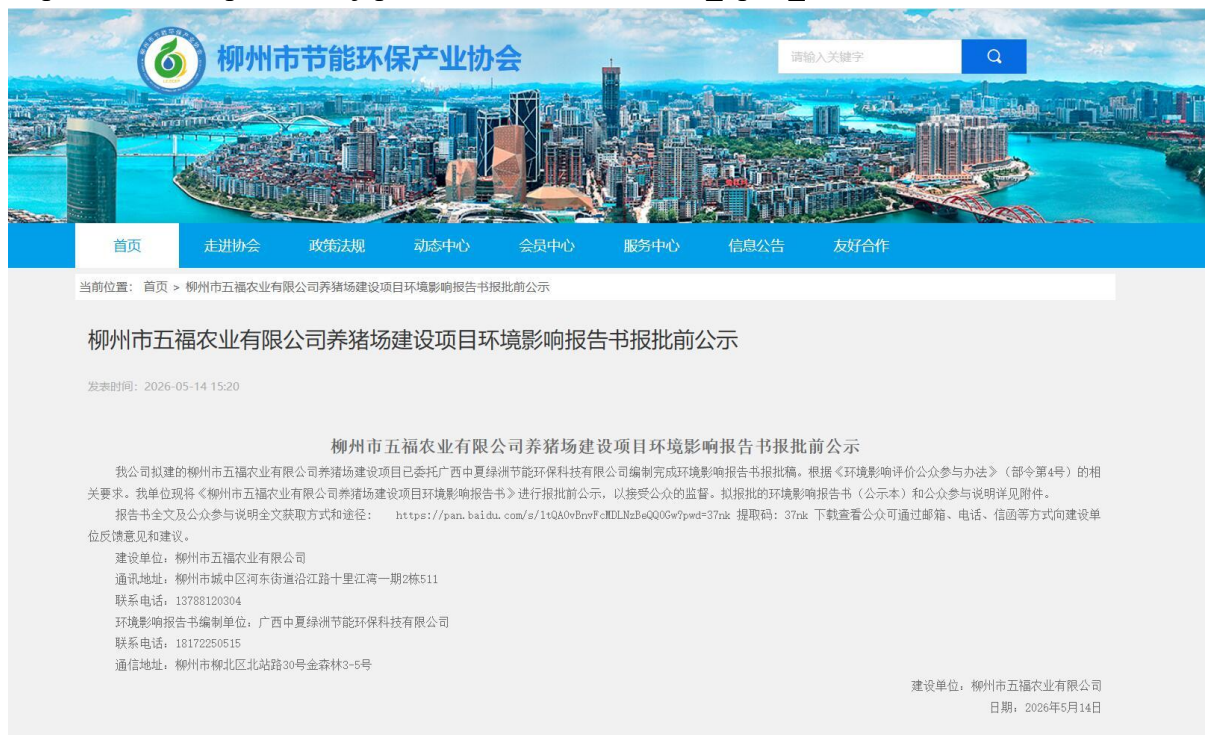 柳州市节能环保产业协会
请输入关键字
首页 走进协会 政策法规 动态中心 会员中心 服务中心 信息公告 友好合作
当前位置： 首页 > 柳州市五福农业有限公司养猪场建设项目环境影响报告书报批前公示
柳州市五福农业有限公司养猪场建设项目环境影响报告书报批前公示
发表时间：2026-05-14 15:20
柳州市五福农业有限公司养猪场建设项目环境影响报告书报批前公示
我公司拟建的柳州市五福农业有限公司养猪场建设项目已委托广西中夏绿洲节能环保科技有限公司编制完成环境影响报告书报批稿。根据《环境影响评价公众参与办法》（部令第4号）的相
关要求。我单位现将《柳州市五福农业有限公司养猪场建设项目环境影响报告书》进行报批前公示，以接受公众的监督。拟报批的环境影响报告书（公示本）和公众参与说明详见附件。
报告书全文及公众参与说明全文获取方式和途径： https://pan.baidu.com/s/1tQAOvBnvFcMDLNzBeQQ0Gw?pwd=37nk 提取码：37nk 下载查看公众可通过邮箱、电话、信函等方式向建设单
位反馈意见和建议。
建设单位：柳州市五福农业有限公司
通讯地址：柳州市城中区河东街道沿江路十里江湾一期2栋511
联系电话：13788120304
环境影响报告书编制单位：广西中夏绿洲节能环保科技有限公司
联系电话：18172250515
通信地址：柳州市柳北区北站路30号金森林3-5号
建设单位：柳州市五福农业有限公司
日期：2026年5月14日